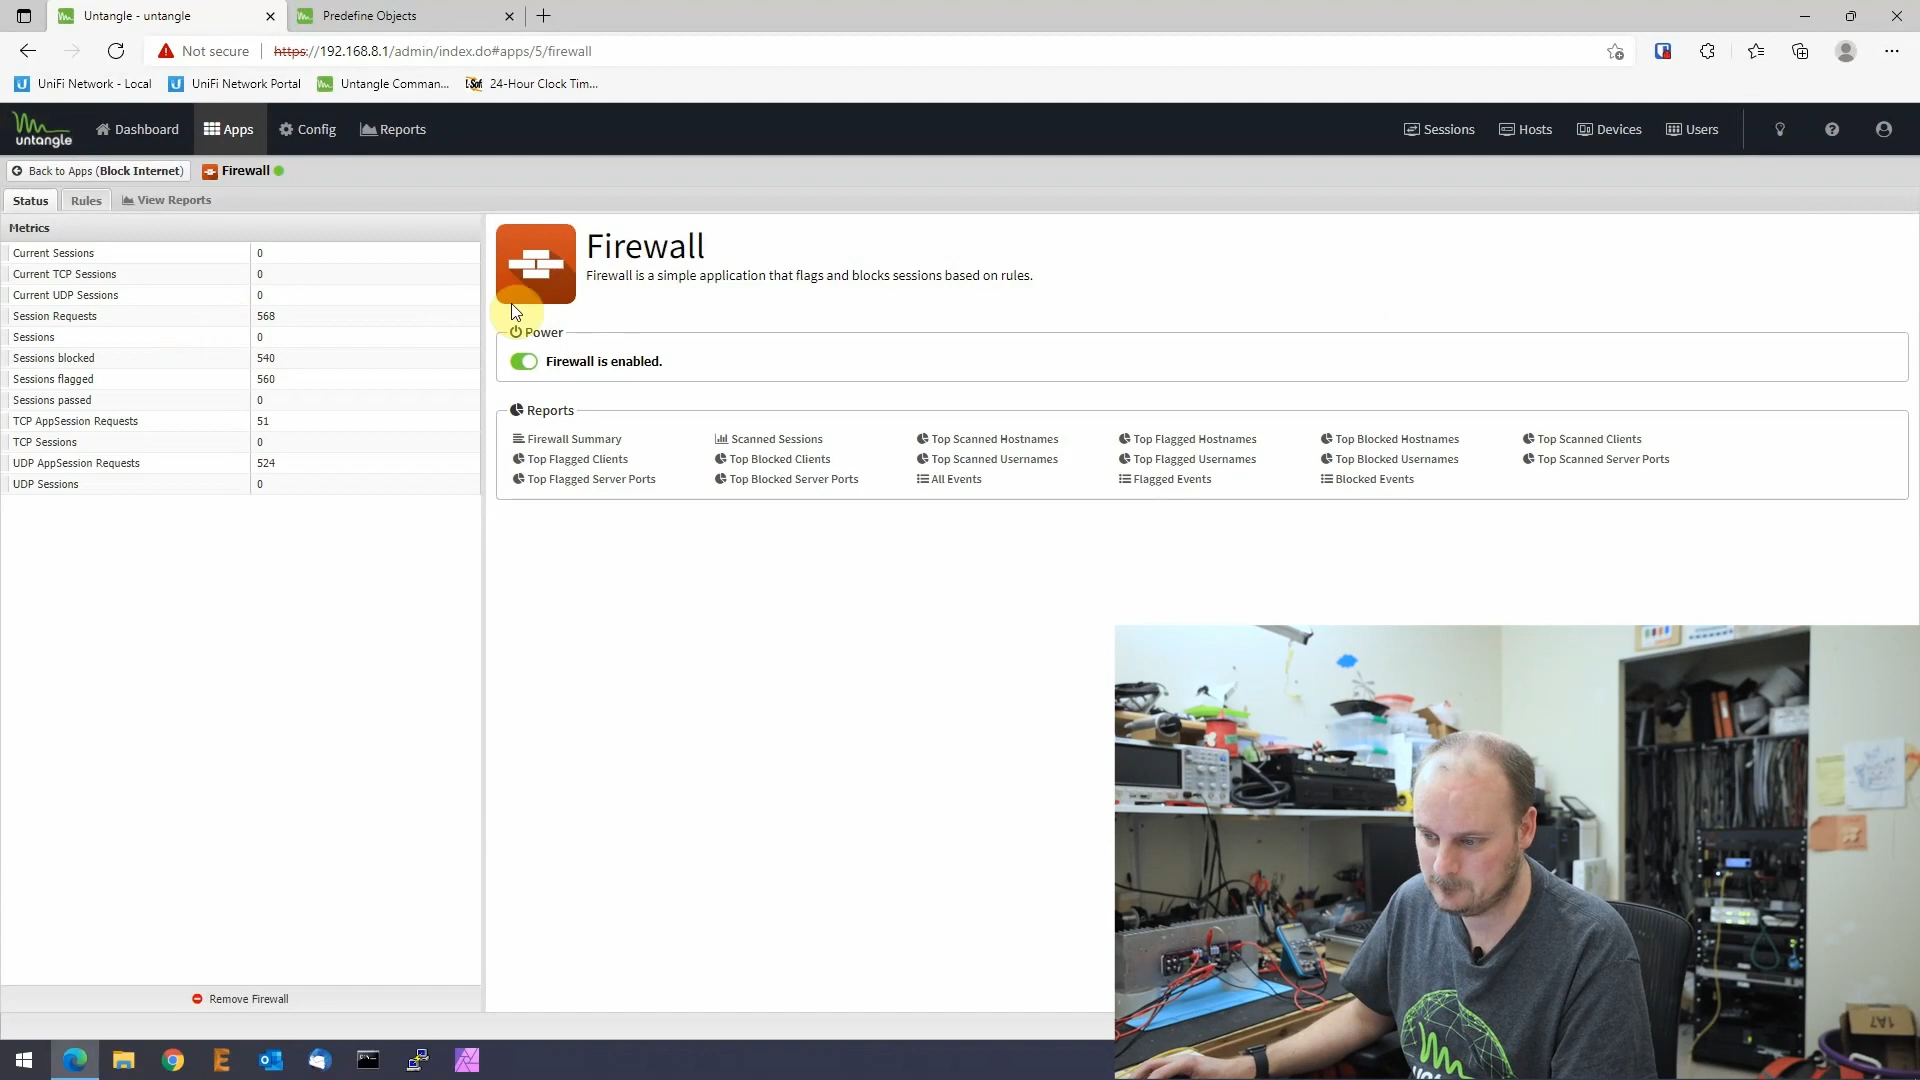 Untangle - untangle
Predefine Objects
Not secure
https://192.168.8.1/admin/index.do#apps/5/firewall
UniFi Network - Local
UniFi Network Portal
Untangle Comman...
24-Hour Clock Tim...
untangle
Dashboard
Apps
Config
Reports
Sessions
Hosts
Devices
Users
Back to Apps (Block Internet)
Firewall
Status
Rules
View Reports
Metrics
Current Sessions 0
Current TCP Sessions 0
Current UDP Sessions 0
Session Requests 568
Sessions 0
Sessions blocked 540
Sessions flagged 560
Sessions passed 0
TCP AppSession Requests 51
TCP Sessions 0
UDP AppSession Requests 524
UDP Sessions 0
Remove Firewall
Firewall
Firewall is a simple application that flags and blocks sessions based on rules.
Power
Firewall is enabled.
Reports
Firewall Summary
Scanned Sessions
Top Scanned Hostnames
Top Flagged Hostnames
Top Blocked Hostnames
Top Scanned Clients
Top Flagged Clients
Top Blocked Clients
Top Scanned Usernames
Top Flagged Usernames
Top Blocked Usernames
Top Scanned Server Ports
Top Flagged Server Ports
Top Blocked Server Ports
All Events
Flagged Events
Blocked Events